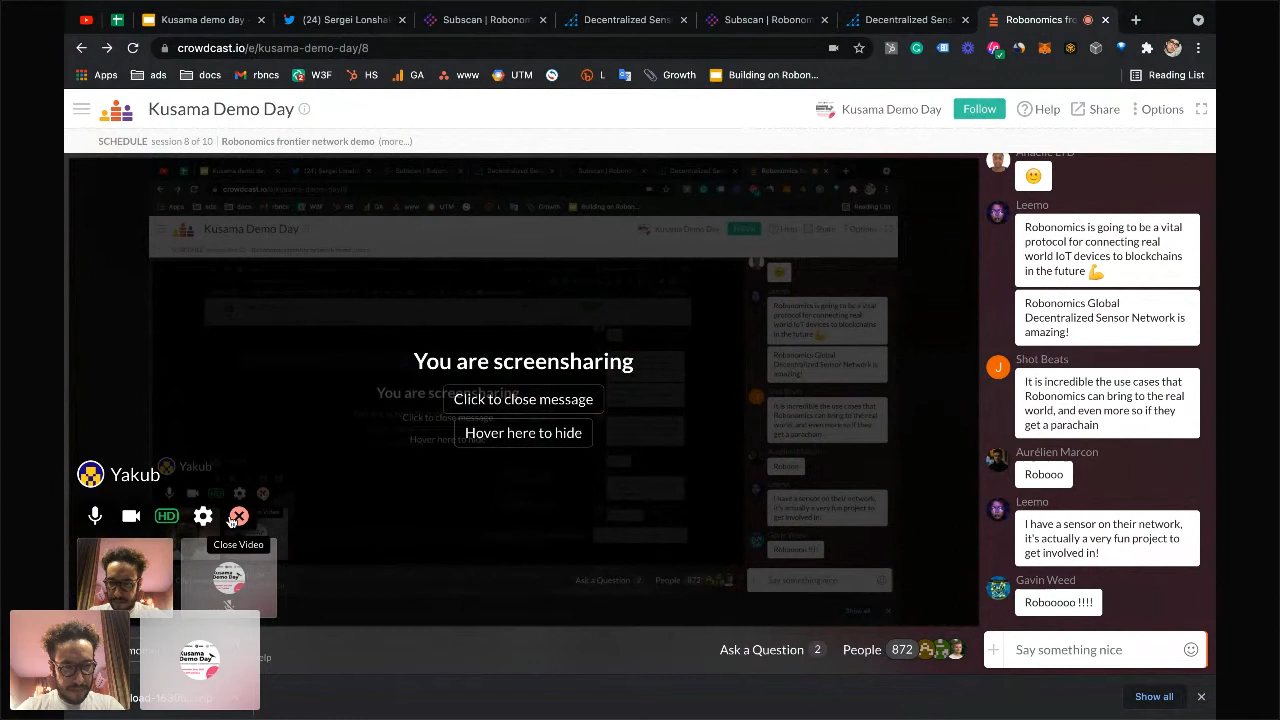 Kusama demo day
(24) Sergei Lonsha
Subscan | Robonom
Decentralized Sens
Subscan | Robonom
Decentralized Sens
Robonomics fro
crowdcast.io/e/kusama-demo-day/8
Apps
ads
docs
rbncs
W3F
HS
GA
www
UTM
L
Growth
Building on Robon...
Reading List
Kusama Demo Day
Kusama Demo Day
Follow
Help
Share
Options
SCHEDULE session 8 of 10 | Robonomics frontier network demo (more...)
You are screensharing
Click to close message
Hover here to hide
Yakub
HD
Close Video
Kusama
Demo Day
Ask a Question 2
People 872
Leemo
Robonomics is going to be a vital
protocol for connecting real
world IoT devices to blockchains
in the future 💪
Robonomics Global
Decentralized Sensor Network is
amazing!
Shot Beats
J
It is incredible the use cases that
Robonomics can bring to the real
world, and even more so if they
get a parachain
Aurélien Marcon
Robooo
Leemo
I have a sensor on their network,
it's actually a very fun project to
get involved in!
Gavin Weed
Robooooo !!!!
Say something nice
Show all